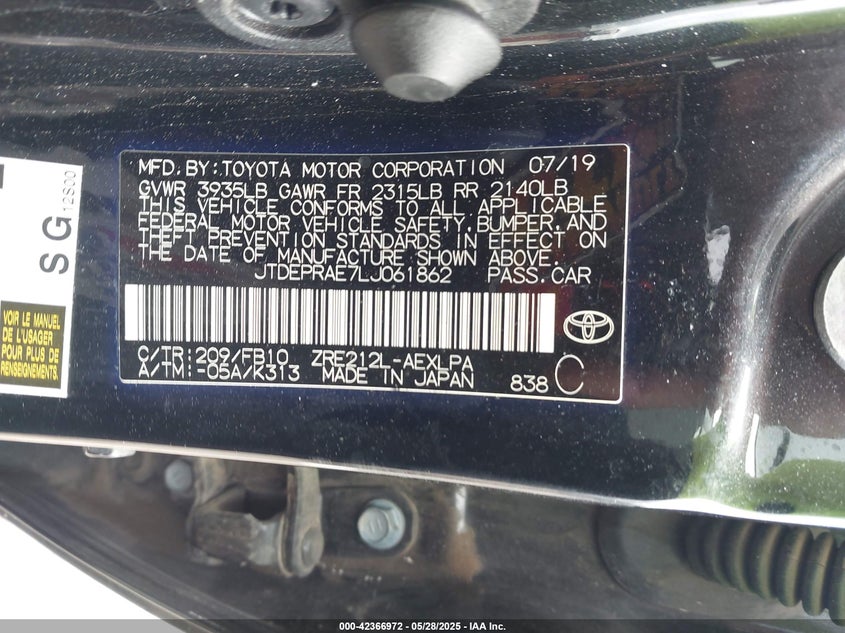 MFD. BY: TOYOTA MOTOR CORPORATION 07/19
GVWR 3935LB GAWR FR 2315LB RR 2140LB
THIS VEHICLE CONFORMS TO ALL APPLICABLE
FEDERAL MOTOR VEHICLE SAFETY, BUMPER, AND
THEFT PREVENTION STANDARDS IN EFFECT ON
THE DATE OF MANUFACTURE SHOWN ABOVE.
JTDEPRAE7LJ061862 PASS. CAR
C/TR: 209/FB10 ZRE212L-AEXLPA
A/TM: -05A/K313 MADE IN JAPAN 838 C
SG
12S00
VOIR LE MANUEL
DE L'USAGER
POUR PLUS DE
RENSEIGNEMENTS.
000-42366972 - 05/28/2025 - IAA Inc.